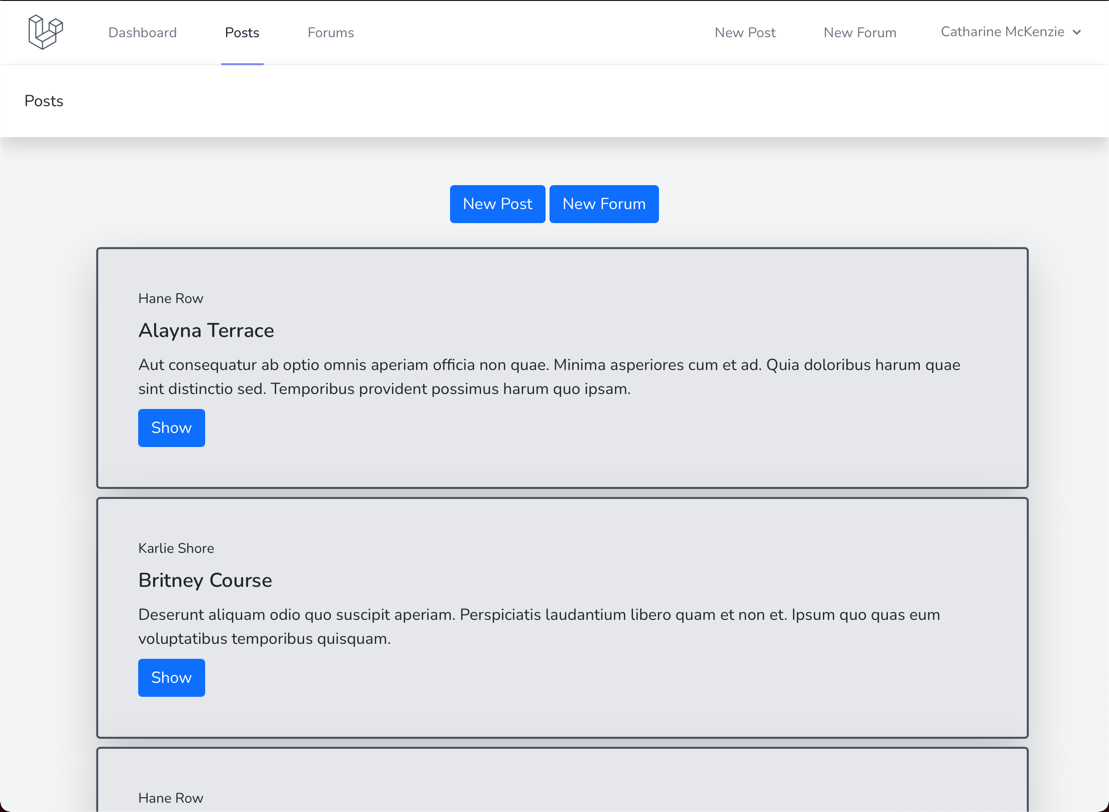 Dashboard Posts Forums New Post New Forum Catharine McKenzie
Posts
New Post New Forum
Hane Row
Alayna Terrace
Aut consequatur ab optio omnis aperiam officia non quae. Minima asperiores cum et ad. Quia doloribus harum quae
sint distinctio sed. Temporibus provident possimus harum quo ipsam.
Show
Karlie Shore
Britney Course
Deserunt aliquam odio quo suscipit aperiam. Perspiciatis laudantium libero quam et non et. Ipsum quo quas eum
voluptatibus temporibus quisquam.
Show
Hane Row